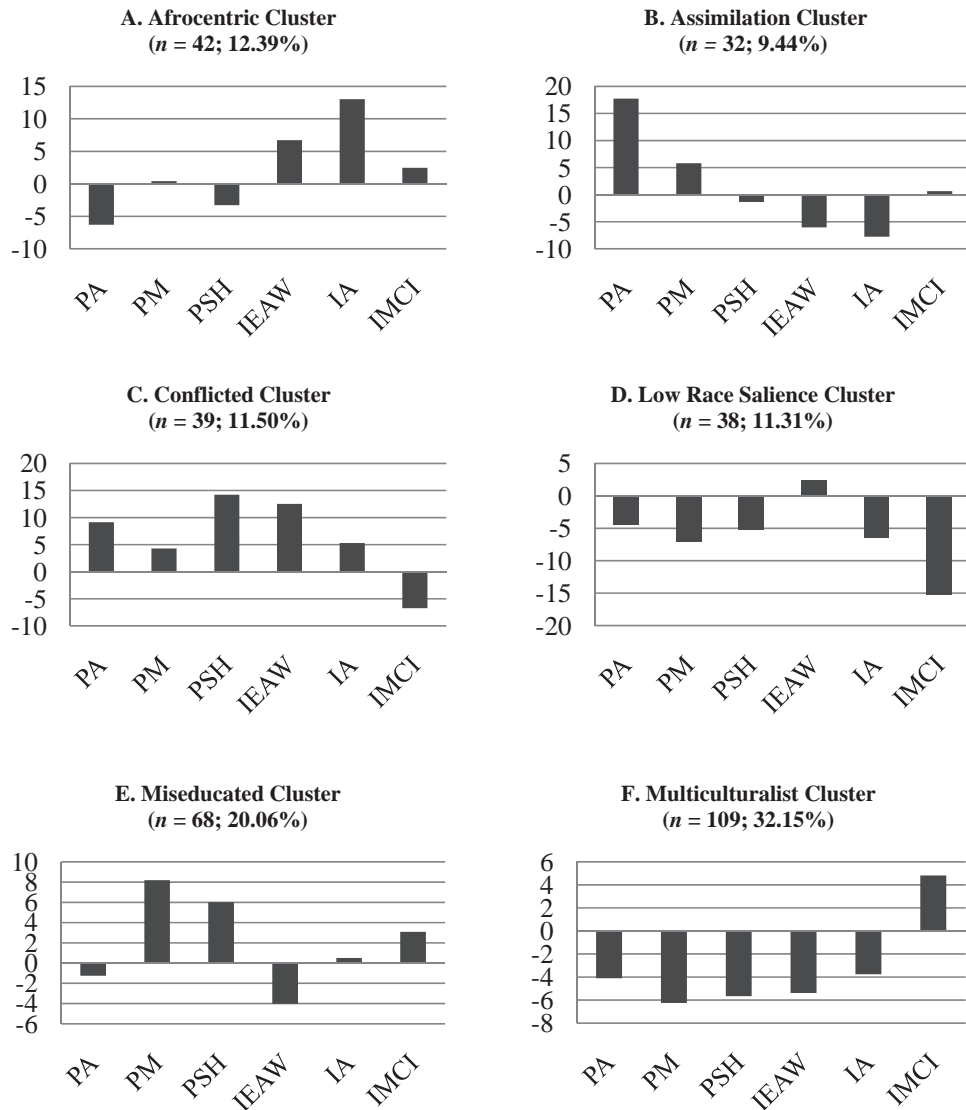 A. Afrocentric Cluster
(n = 42; 12.39%)
15
10
5
0
-5
-10
PA
PM
PSH
IEAW
IA
IMCI
B. Assimilation Cluster
(n = 32; 9.44%)
20
15
10
5
0
-5
-10
PA
PM
PSH
IEAW
IA
IMCI
C. Conflicted Cluster
(n = 39; 11.50%)
20
15
10
5
0
-5
-10
PA
PM
PSH
IEAW
IA
IMCI
D. Low Race Salience Cluster
(n = 38; 11.31%)
5
0
-5
-10
-15
-20
PA
PM
PSH
IEAW
IA
IMCI
E. Miseducated Cluster
(n = 68; 20.06%)
10
8
6
4
2
0
-2
-4
-6
PA
PM
PSH
IEAW
IA
IMCI
F. Multiculturalist Cluster
(n = 109; 32.15%)
6
4
2
0
-2
-4
-6
-8
PA
PM
PSH
IEAW
IA
IMCI